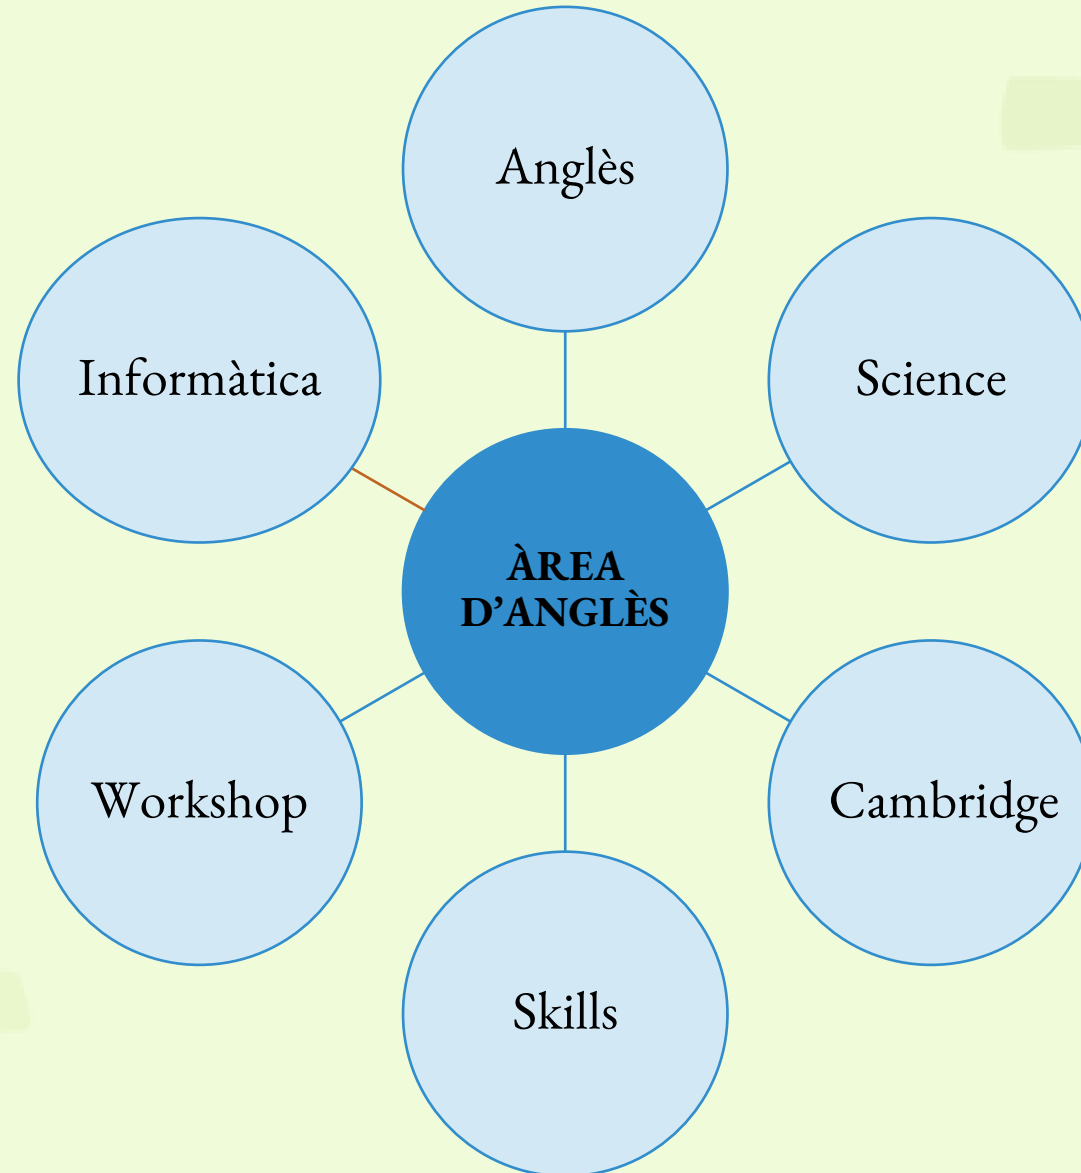 Anglès
Informàtica
Science
ÀREA
D’ANGLÈS
Workshop
Cambridge
Skills